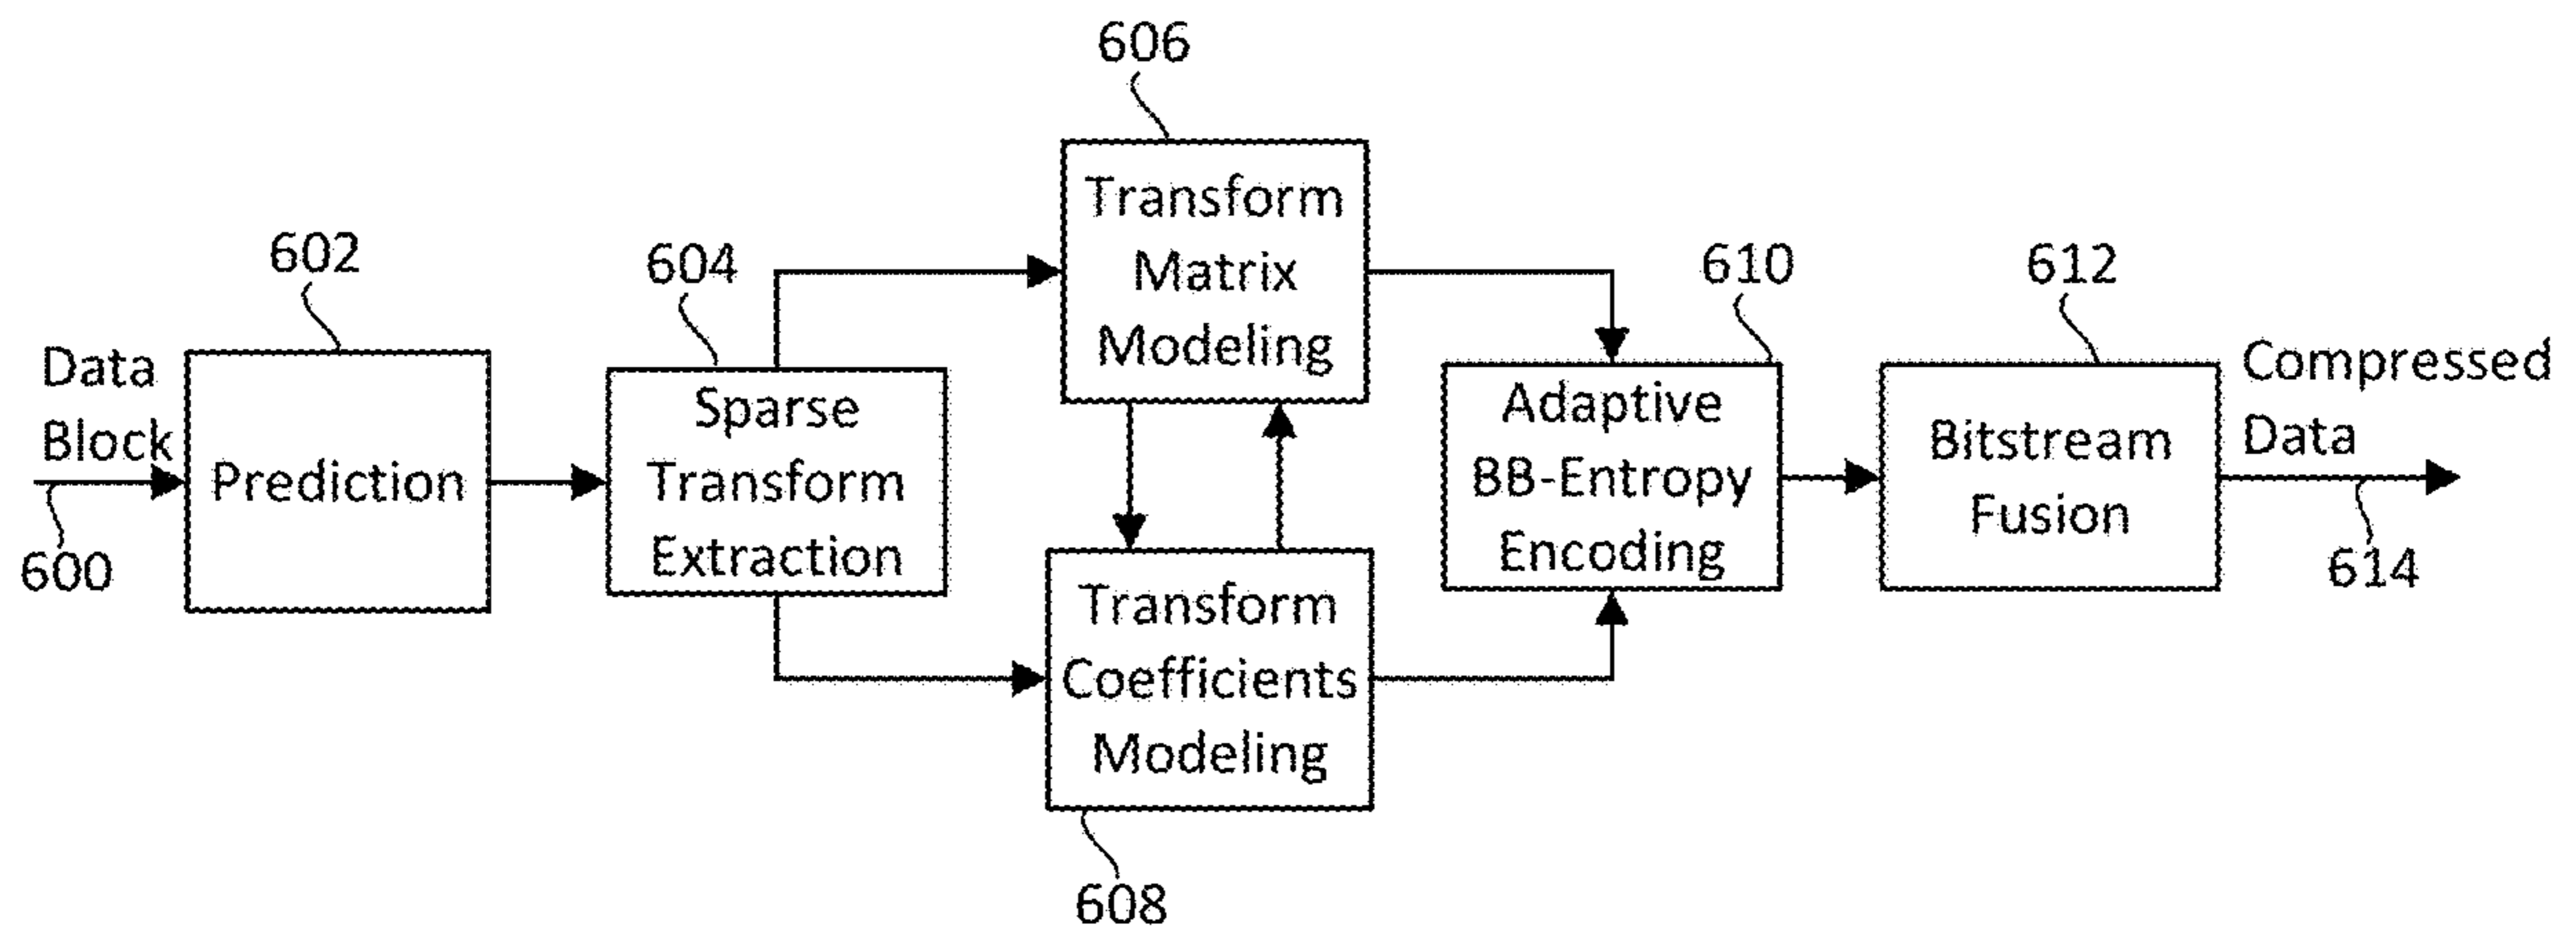 606
Transform
Matrix
Modeling
602
604
610
612
Data
Block
Prediction
600
Sparse
Transform
Extraction
Adaptive
BB-Entropy
Encoding
Bitstream
Fusion
Compressed
Data
614
Transform
Coefficients
Modeling
608